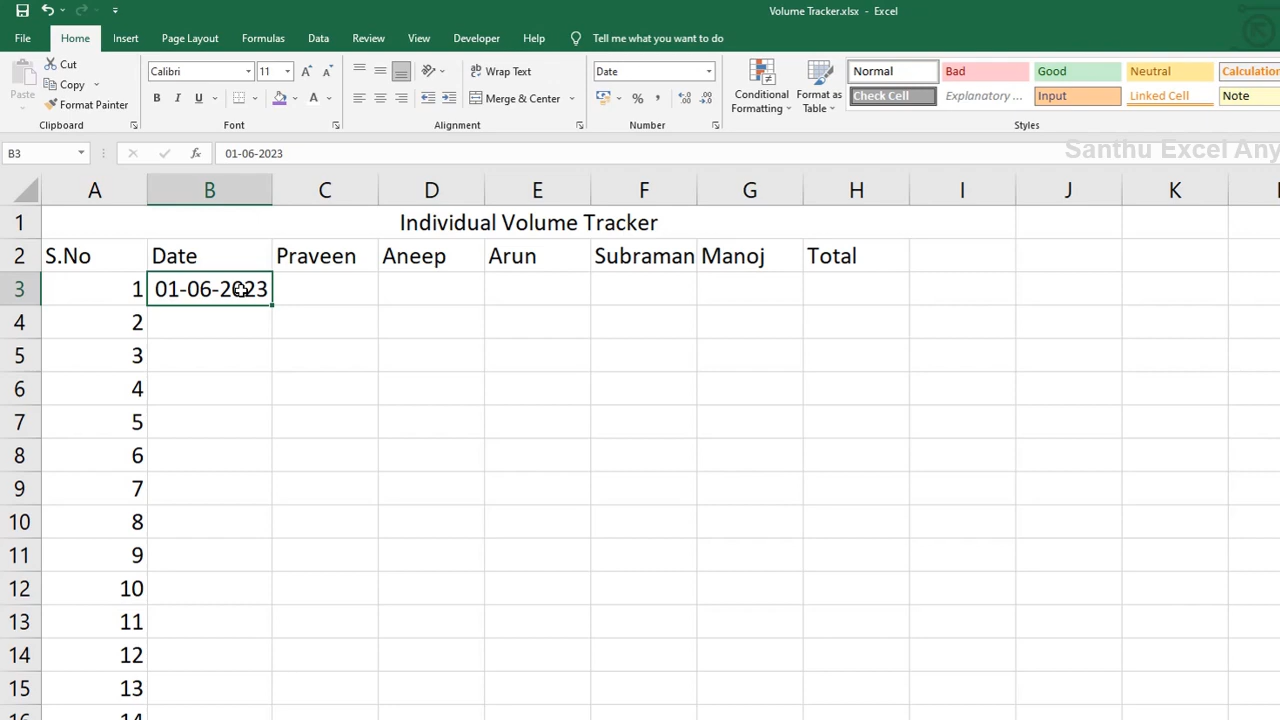 Volume Tracker.xlsx - Excel
File Home Insert Page Layout Formulas Data Review View Developer Help Tell me what you want to do
Paste
Cut
Copy
Format Painter
Calibri 11
B I U
Wrap Text
Merge & Center
Date
Conditional Formatting
Format as Table
Normal Bad Good Neutral Calculation
Check Cell Explanatory ... Input Linked Cell Note
Clipboard Font Alignment Number Styles
B3 fx 01-06-2023
Santhu Excel Any
A B C D E F G H I J K
1 Individual Volume Tracker
2 S.No Date Praveen Aneep Arun Subraman Manoj Total
3 1 01-06-2023
4 2
5 3
6 4
7 5
8 6
9 7
10 8
11 9
12 10
13 11
14 12
15 13
16 14